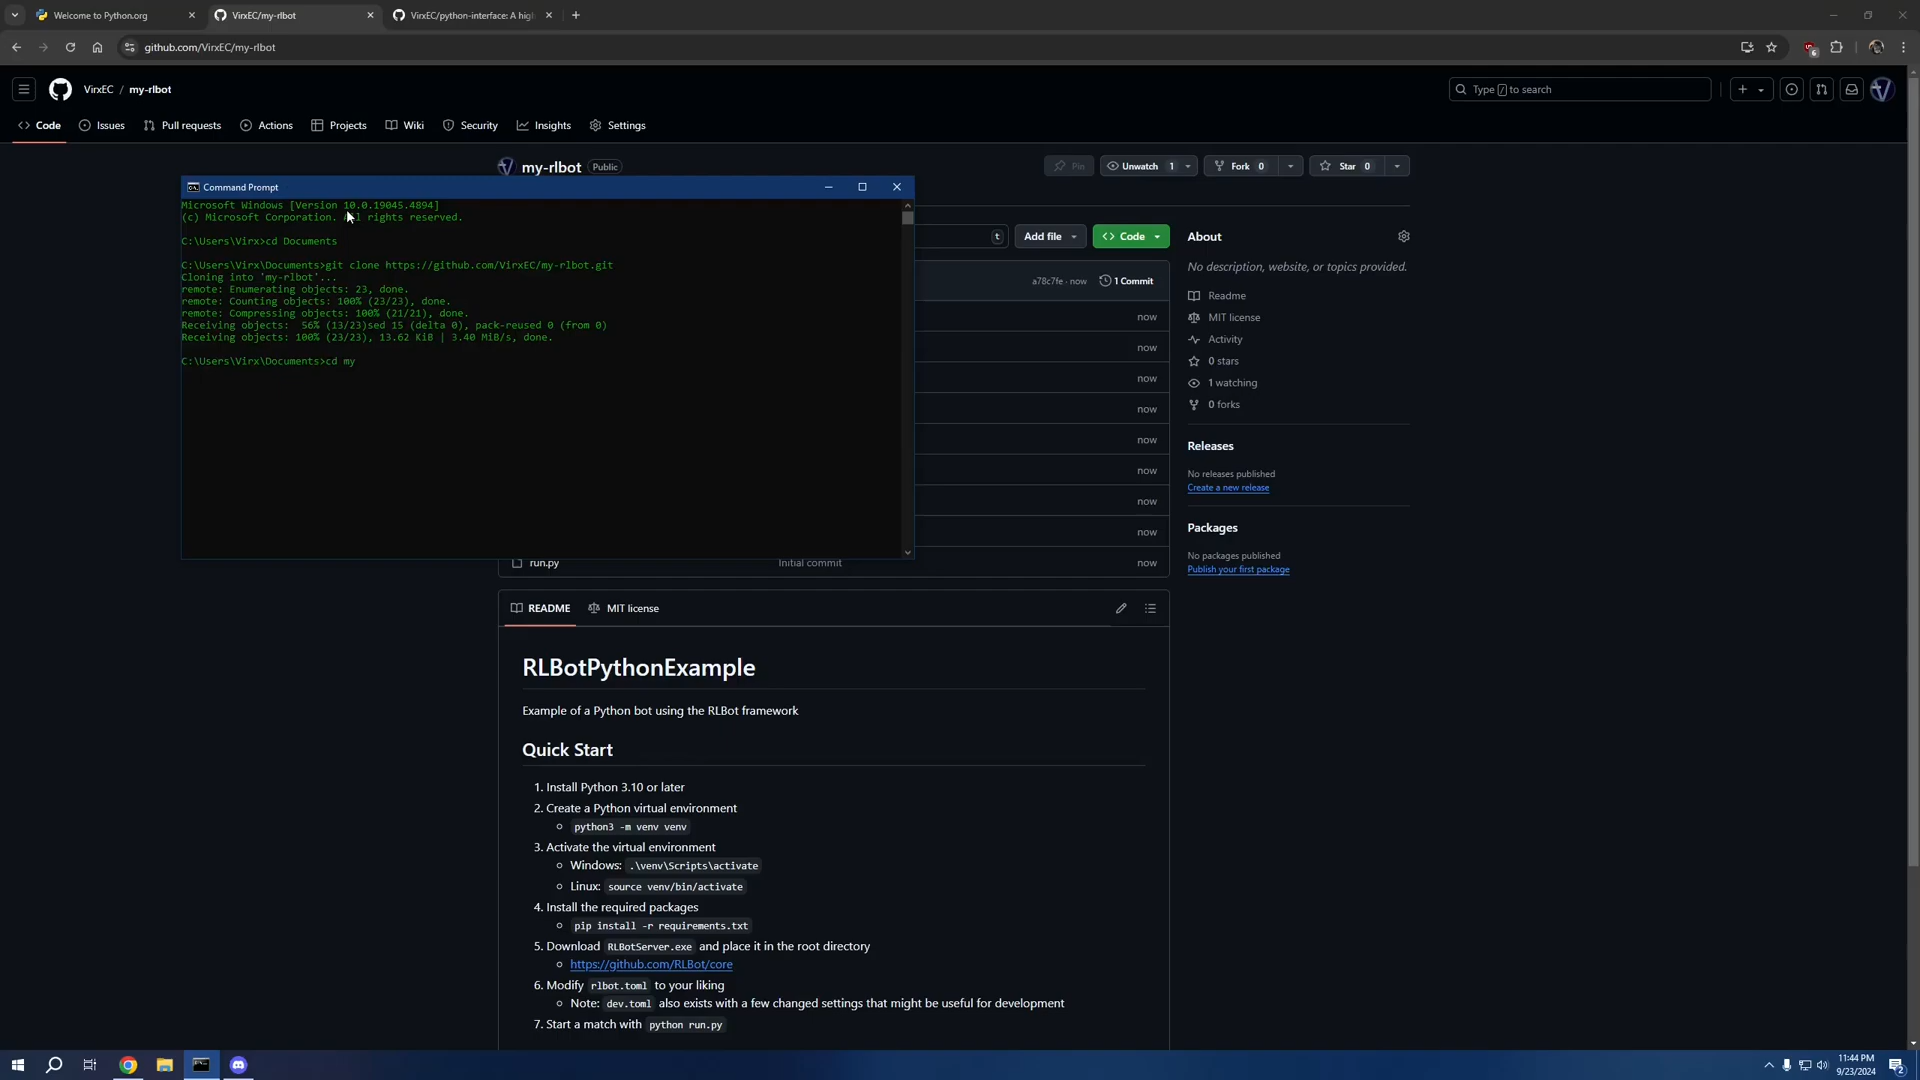 Welcome to Python.org
VirxEC/my-rlbot
VirxEC/python-interface: A hig
github.com/VirxEC/my-rlbot
6
VirxEC / my-rlbot
Type / to search
Code
Issues
Pull requests
Actions
Projects
Wiki
Security
Insights
Settings
my-rlbot
Public
Pin
Unwatch 1
Fork 0
Star 0
Command Prompt
Microsoft Windows [Version 10.0.19045.4894]
(c) Microsoft Corporation. All rights reserved.
C:\Users\Virx>cd Documents
C:\Users\Virx\Documents>git clone https://github.com/VirxEC/my-rlbot.git
Cloning into 'my-rlbot'...
remote: Enumerating objects: 23, done.
remote: Counting objects: 100% (23/23), done.
remote: Compressing objects: 100% (21/21), done.
Receiving objects:  56% (13/23)sed 15 (delta 0), pack-reused 0 (from 0)
Receiving objects: 100% (23/23), 13.62 KiB | 3.40 MiB/s, done.
C:\Users\Virx\Documents>cd my
t
Add file
Code
a78c7fe · now
1 Commit
now
now
now
now
now
now
now
now
run.py
Initial commit
now
About
No description, website, or topics provided.
Readme
MIT license
Activity
0 stars
1 watching
0 forks
Releases
No releases published
Create a new release
Packages
No packages published
Publish your first package
README
MIT license
RLBotPythonExample
Example of a Python bot using the RLBot framework
Quick Start
1. Install Python 3.10 or later
2. Create a Python virtual environment
python3 -m venv venv
3. Activate the virtual environment
Windows: .\venv\Scripts\activate
Linux: source venv/bin/activate
4. Install the required packages
pip install -r requirements.txt
5. Download RLBotServer.exe and place it in the root directory
https://github.com/RLBot/core
6. Modify rlbot.toml to your liking
Note: dev.toml also exists with a few changed settings that might be useful for development
7. Start a match with python run.py
11:44 PM
9/23/2024
2